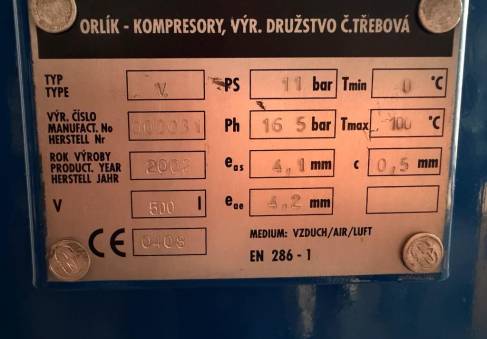 ORLÍK - KOMPRESORY, VÝR. DRUŽSTVO Č.TŘEBOVÁ
TYP
TYPE
V
PS 11 bar Tmin 0 °C
VÝR. ČÍSLO
MANUFACT. No
HERSTELL Nr
Ph 16 5 bar Tmax 100 °C
ROK VÝROBY
PRODUCT. YEAR
HERSTELL JAHR
eas 4,1 mm c 0,5 mm
V 500 l eae 4,2 mm
CE
MEDIUM: VZDUCH/AIR/LUFT
EN 286 - 1